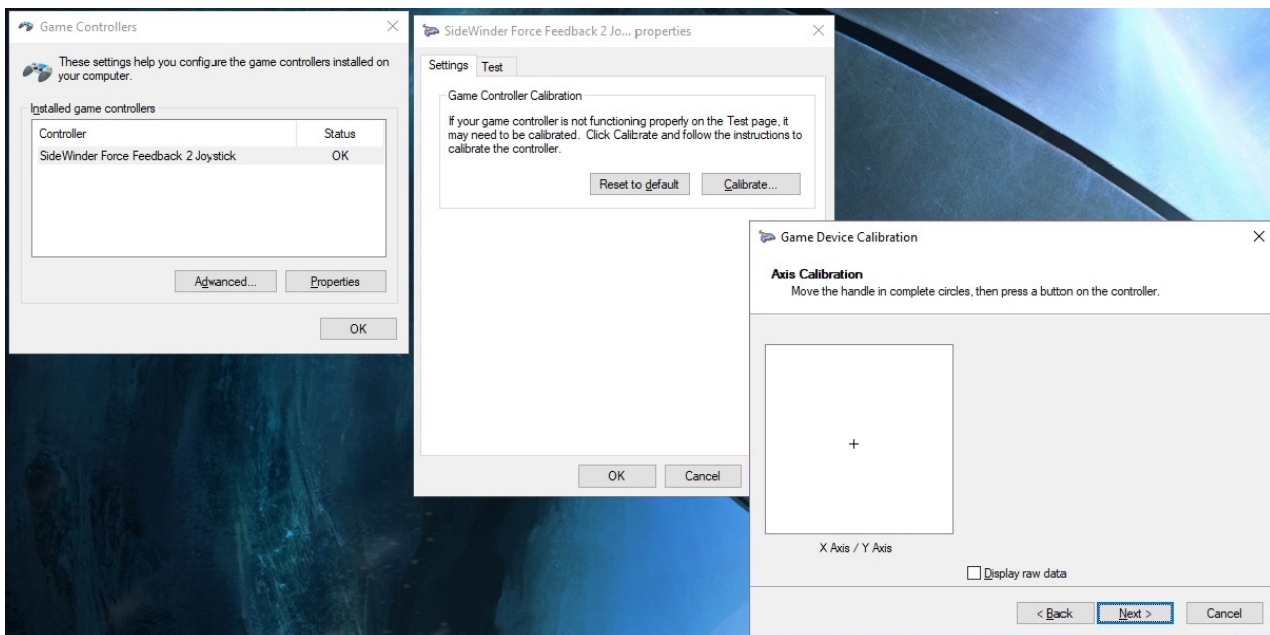 Game Controllers
These settings help you configure the game controllers installed on
your computer.
Installed game controllers
Controller Status
SideWinder Force Feedback 2 Joystick OK
Advanced... Properties
OK
SideWinder Force Feedback 2 Jo... properties
Settings Test
Game Controller Calibration
If your game controller is not functioning properly on the Test page, it
may need to be calibrated. Click Calibrate and follow the instructions to
calibrate the controller.
Reset to default Calibrate...
OK Cancel
Game Device Calibration
Axis Calibration
Move the handle in complete circles, then press a button on the controller.
X Axis / Y Axis
Display raw data
< Back Next > Cancel